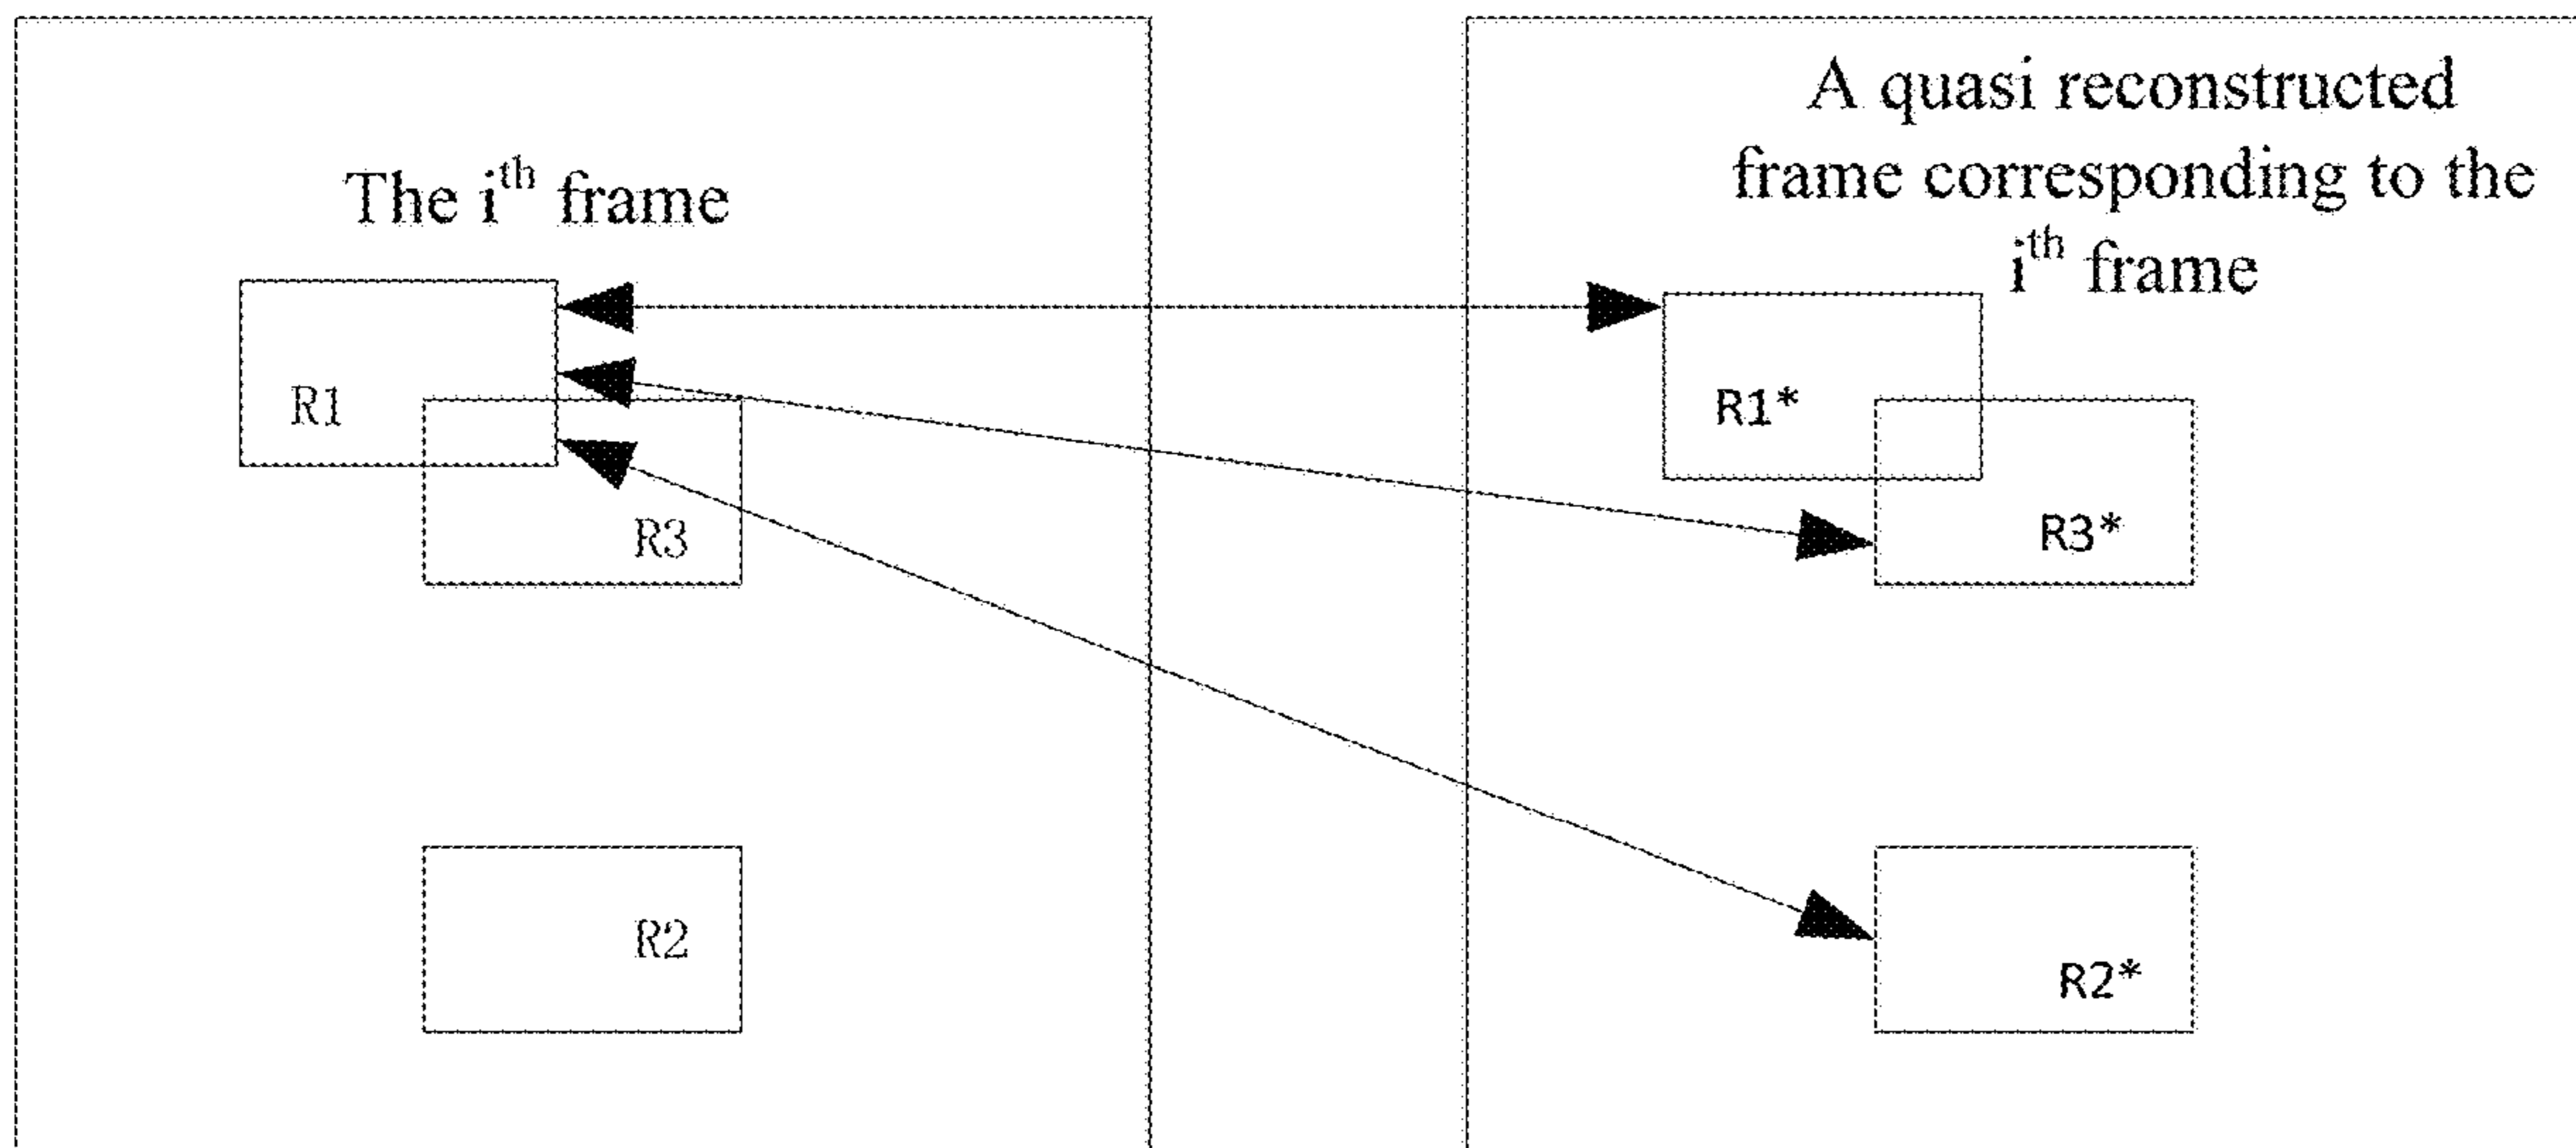 The ith frame
R1
R3
R2
A quasi reconstructed
frame corresponding to the
ith frame
R1*
R3*
R2*